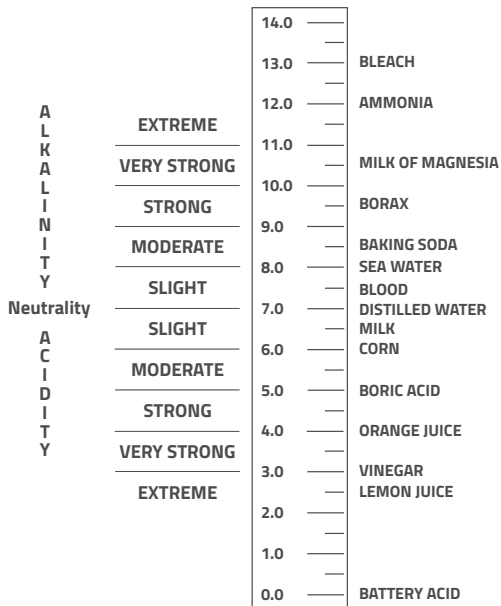 14.0
13.0 BLEACH
12.0 AMMONIA
EXTREME
11.0
VERY STRONG
MILK OF MAGNESIA
10.0
STRONG
BORAX
9.0
MODERATE
BAKING SODA
8.0 SEA WATER
SLIGHT
BLOOD
ALKALINITY
Neutrality
7.0 DISTILLED WATER
SLIGHT
MILK
6.0 CORN
MODERATE
5.0 BORIC ACID
STRONG
4.0 ORANGE JUICE
VERY STRONG
3.0 VINEGAR
EXTREME
LEMON JUICE
2.0
1.0
0.0 BATTERY ACID
ACIDITY